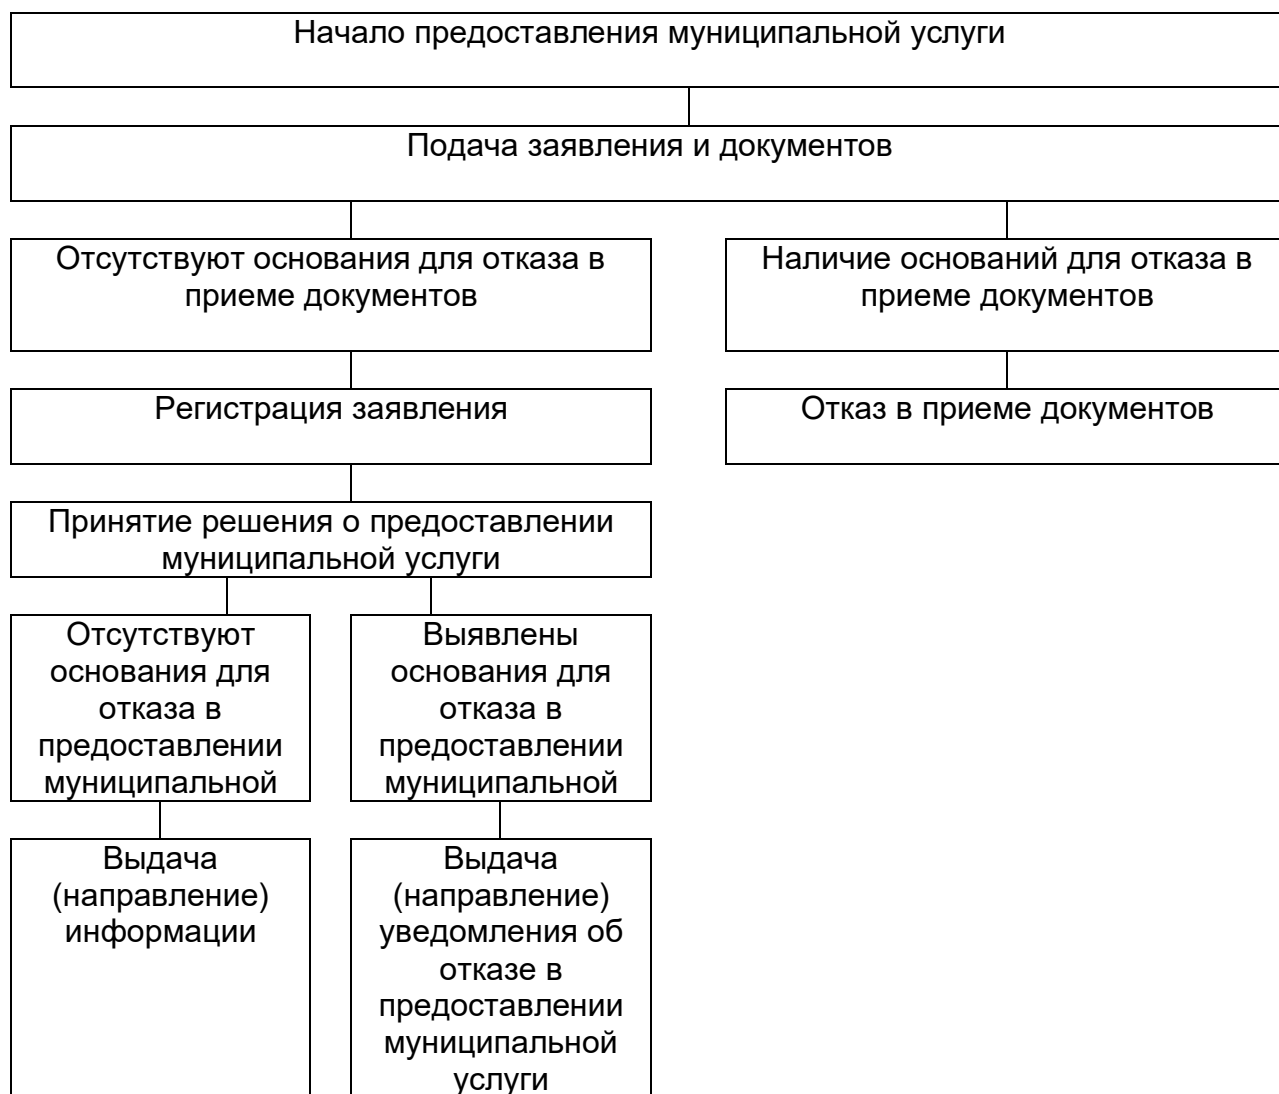 Начало предоставления муниципальной услуги
Подача заявления и документов
Отсутствуют основания для отказа в
приеме документов
Наличие оснований для отказа в
приеме документов
Регистрация заявления
Отказ в приеме документов
Принятие решения о предоставлении
муниципальной услуги
Отсутствуют
основания для
отказа в
предоставлении
муниципальной
Выявлены
основания для
отказа в
предоставлении
муниципальной
Выдача
(направление)
информации
Выдача
(направление)
уведомления об
отказе в
предоставлении
муниципальной
услуги